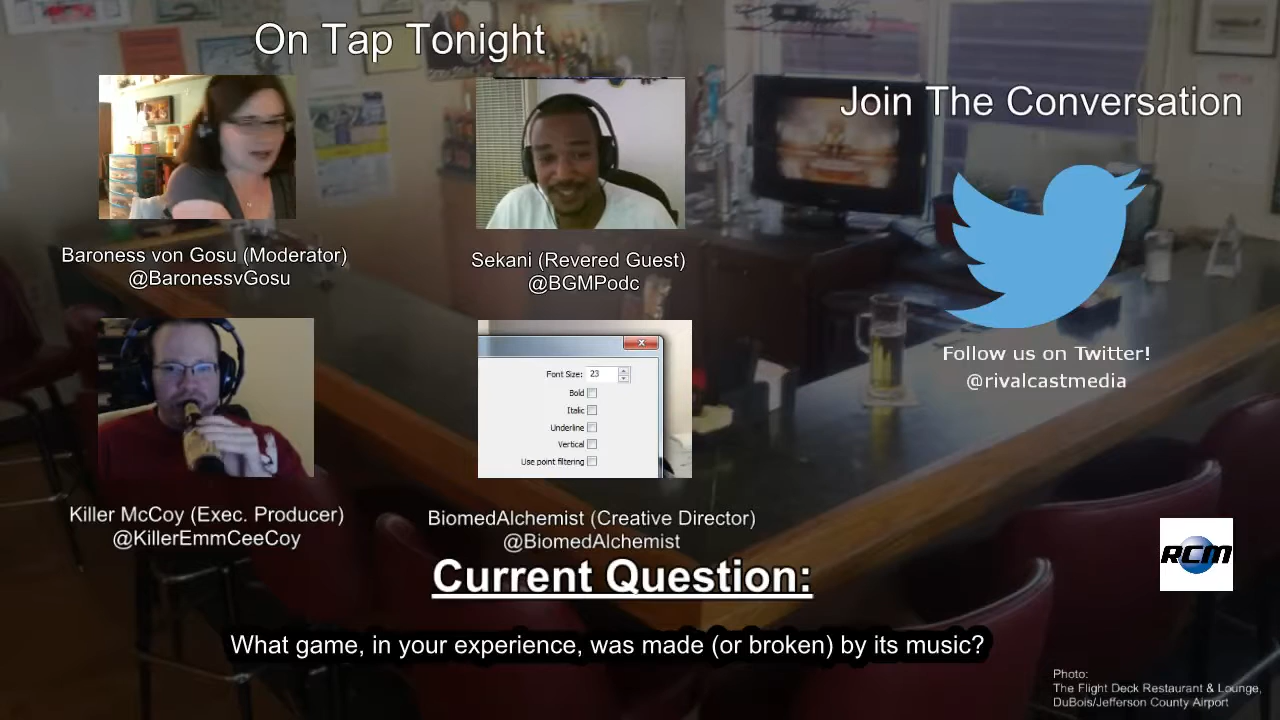 On Tap Tonight
Join The Conversation
Baroness von Gosu (Moderator)
@BaronessvGosu
Sekani (Revered Guest)
@BGMPodc
Follow us on Twitter!
@rivalcastmedia
Font Size: 23
Bold
Italic
Underline
Vertical
Use point filtering
Killer McCoy (Exec. Producer)
@KillerEmmCeeCoy
BiomedAlchemist (Creative Director)
@BiomedAlchemist
RCM
Current Question:
What game, in your experience, was made (or broken) by its music?
Photo:
The Flight Deck Restaurant & Lounge,
DuBois/Jefferson County Airport